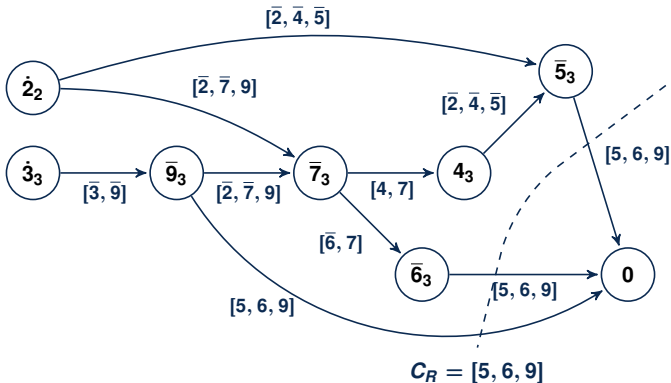 [2̅, 4̅, 5̅]
5̅₃
2̇₂
[2̅, 7̅, 9]
[2̅, 4̅, 5̅]
[5, 6, 9]
3̇₃
[3̅, 9̅]
9̅₃
[2̅, 7̅, 9]
7̅₃
[4, 7]
4₃
[6̅, 7]
6̅₃
[5, 6, 9]
0
[5, 6, 9]
C_R = [5, 6, 9]